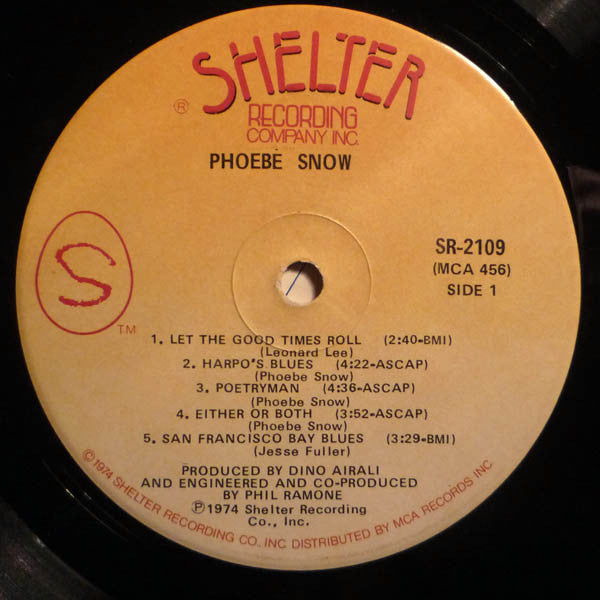 SHELTER
®
RECORDING
COMPANY INC.
PHOEBE SNOW
S
TM
SR-2109
(MCA 456)
SIDE 1
1. LET THE GOOD TIMES ROLL (2:40-BMI)
(Leonard Lee)
2. HARPO'S BLUES (4:22-ASCAP)
(Phoebe Snow)
3. POETRYMAN (4:36-ASCAP)
(Phoebe Snow)
4. EITHER OR BOTH (3:52-ASCAP)
(Phoebe Snow)
5. SAN FRANCISCO BAY BLUES (3:29-BMI)
(Jesse Fuller)
PRODUCED BY DINO AIRALI
AND ENGINEERED AND CO-PRODUCED
BY PHIL RAMONE
℗1974 Shelter Recording
Co., Inc.
©1974 SHELTER RECORDING CO., INC DISTRIBUTED BY MCA RECORDS INC